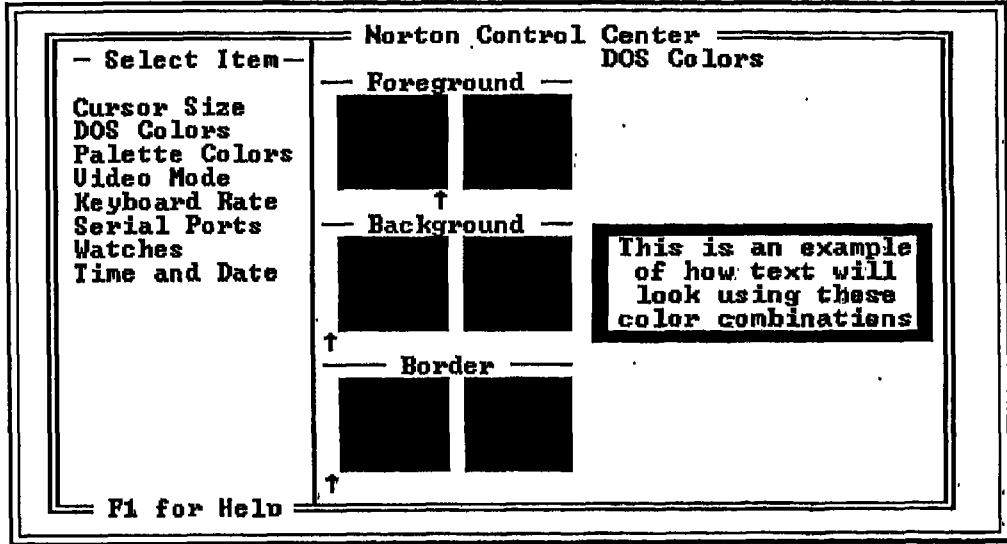 Norton Control Center
— Select Item —
DOS Colors
Cursor Size
DOS Colors
Palette Colors
Video Mode
Keyboard Rate
Serial Ports
Watches
Time and Date
Foreground
↑
Background
↑
Border
↑
This is an example
of how text will
look using these
color combinations
F1 for Help